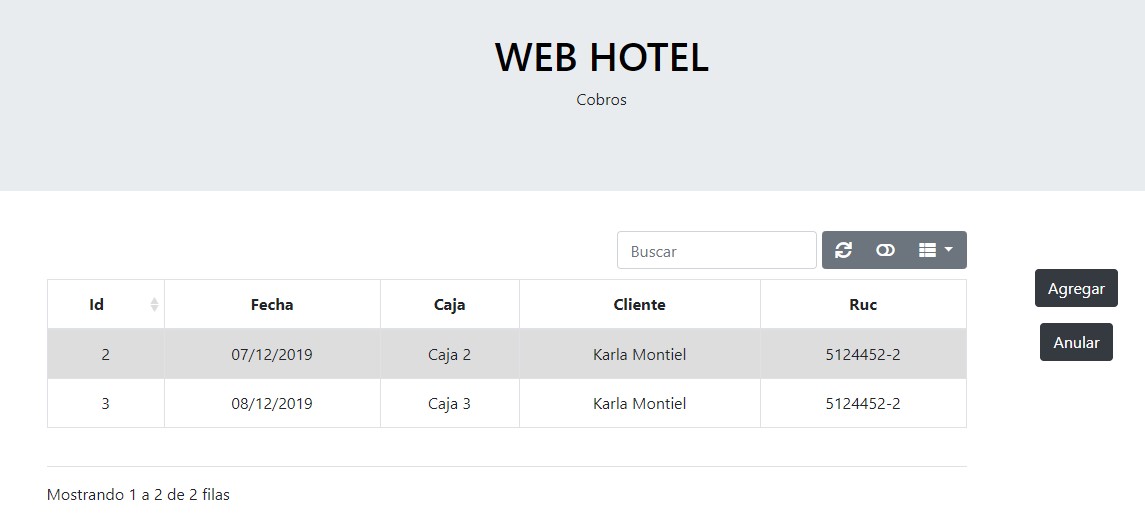 WEB HOTEL
Cobros
Buscar
Id Fecha Caja Cliente Ruc
Agregar
2 07/12/2019 Caja 2 Karla Montiel 5124452-2
Anular
3 08/12/2019 Caja 3 Karla Montiel 5124452-2
Mostrando 1 a 2 de 2 filas